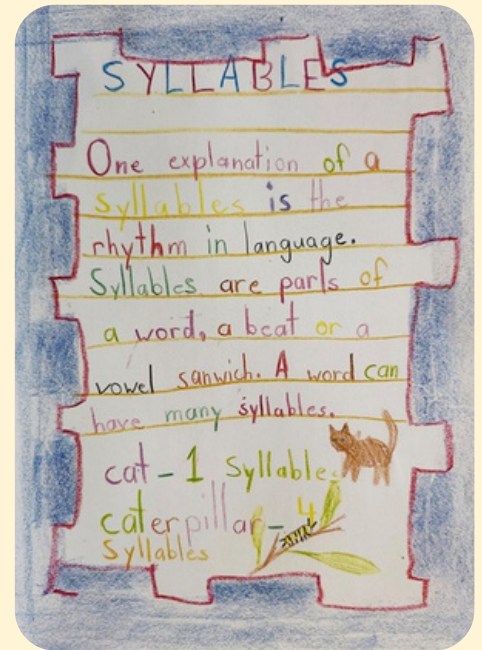 SYLLABLES
One explanation of a
syllables is the
rhythm in language.
Syllables are parts of
a word, a beat or a
vowel sanwich. A word can
have many syllables.
cat - 1 syllable.
caterpillar - 4
syllables